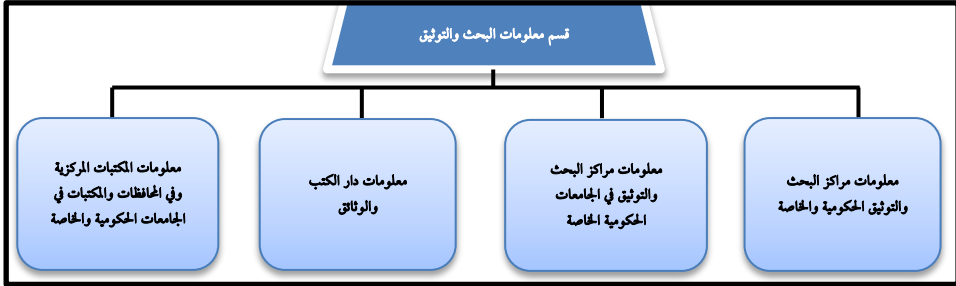 قسم معلومات البحث والتوثيق
معلومات مراكز البحث
والتوثيق الحكومية والخاصة
معلومات مراكز البحث
والتوثيق في الجامعات
الحكومية الخاصة
معلومات دار الكتب
والوثائق
معلومات المكتبات المركزية
وفي المحافظات والمكتبات في
الجامعات الحكومية والخاصة